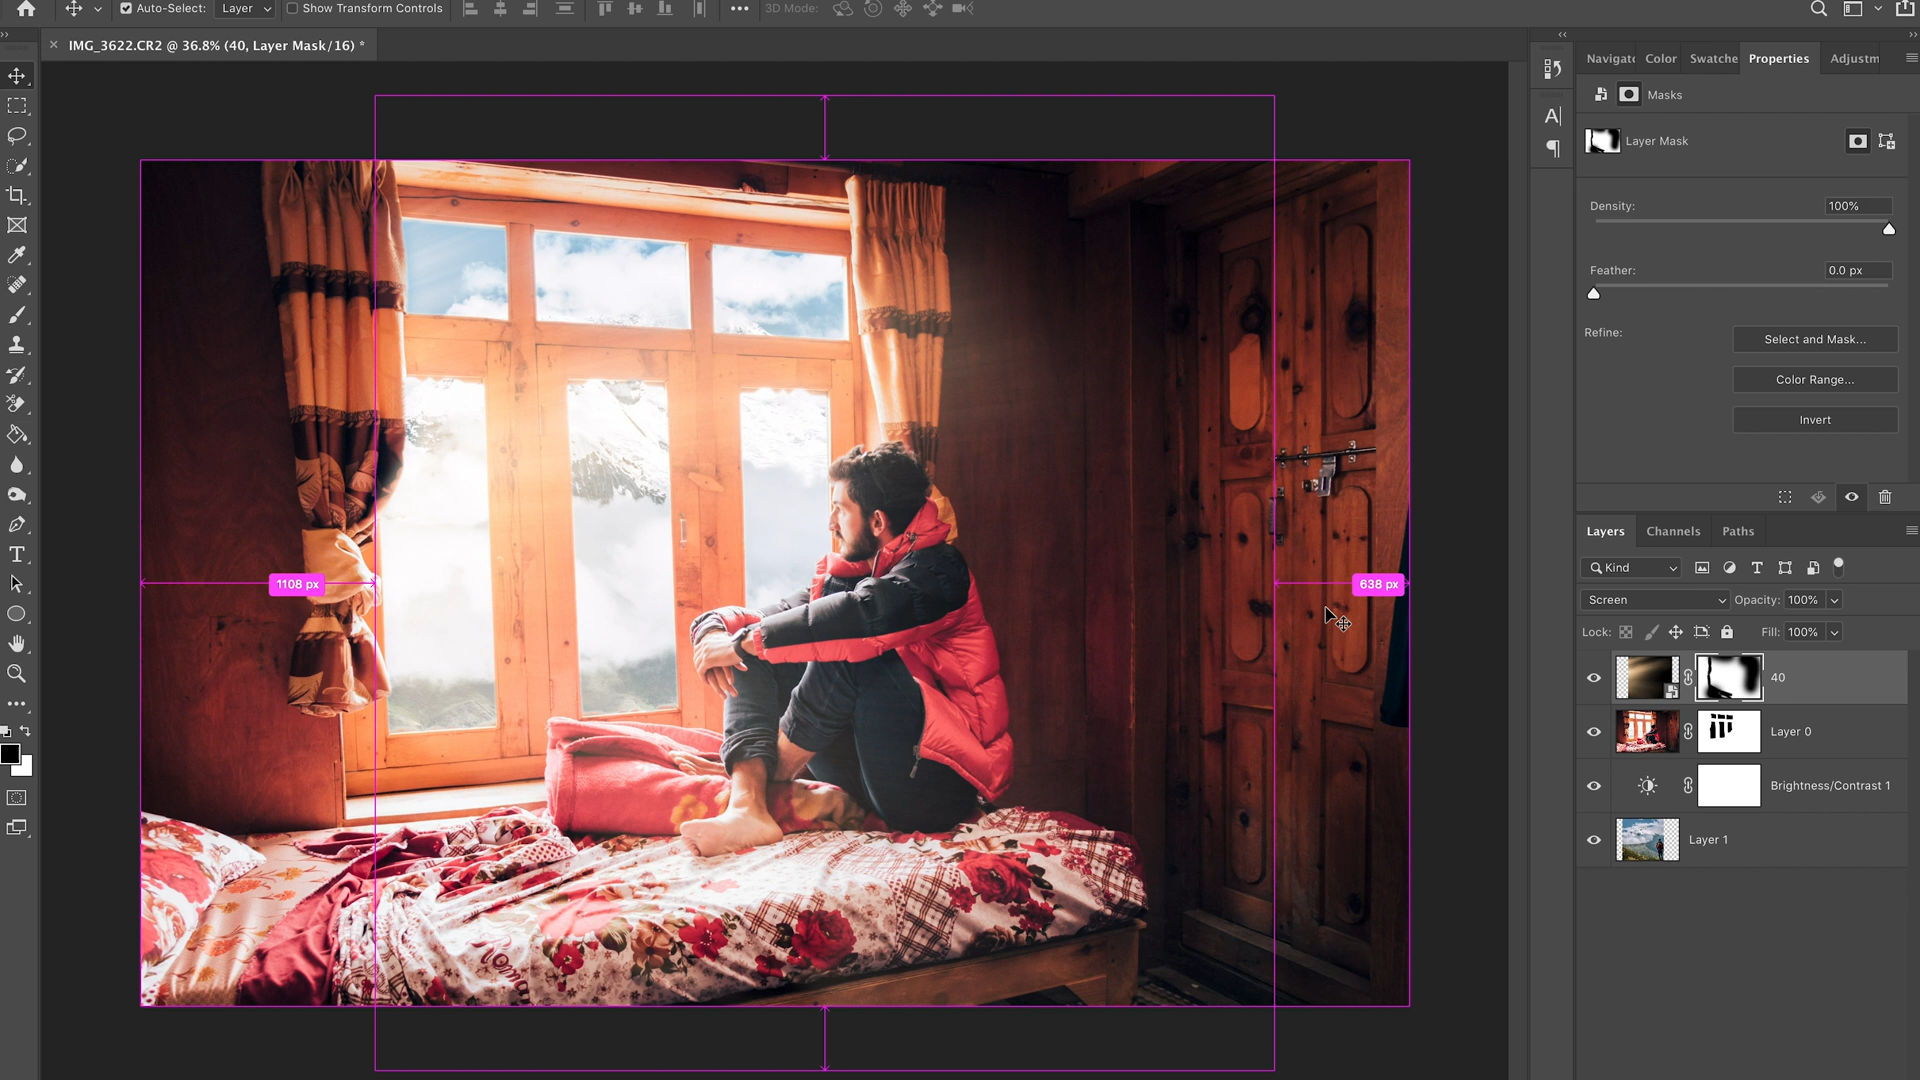 Auto-Select: Layer Show Transform Controls 3D Mode:
IMG_3622.CR2 @ 36.8% (40, Layer Mask/16) *
Navigatc Color Swatche Properties Adjustm
Masks
Layer Mask
Density: 100%
Feather: 0.0 px
Refine: Select and Mask...
Color Range...
Invert
1108 px
638 px
Layers Channels Paths
Kind
Screen Opacity: 100%
Lock: Fill: 100%
40
Layer 0
Brightness/Contrast 1
Layer 1